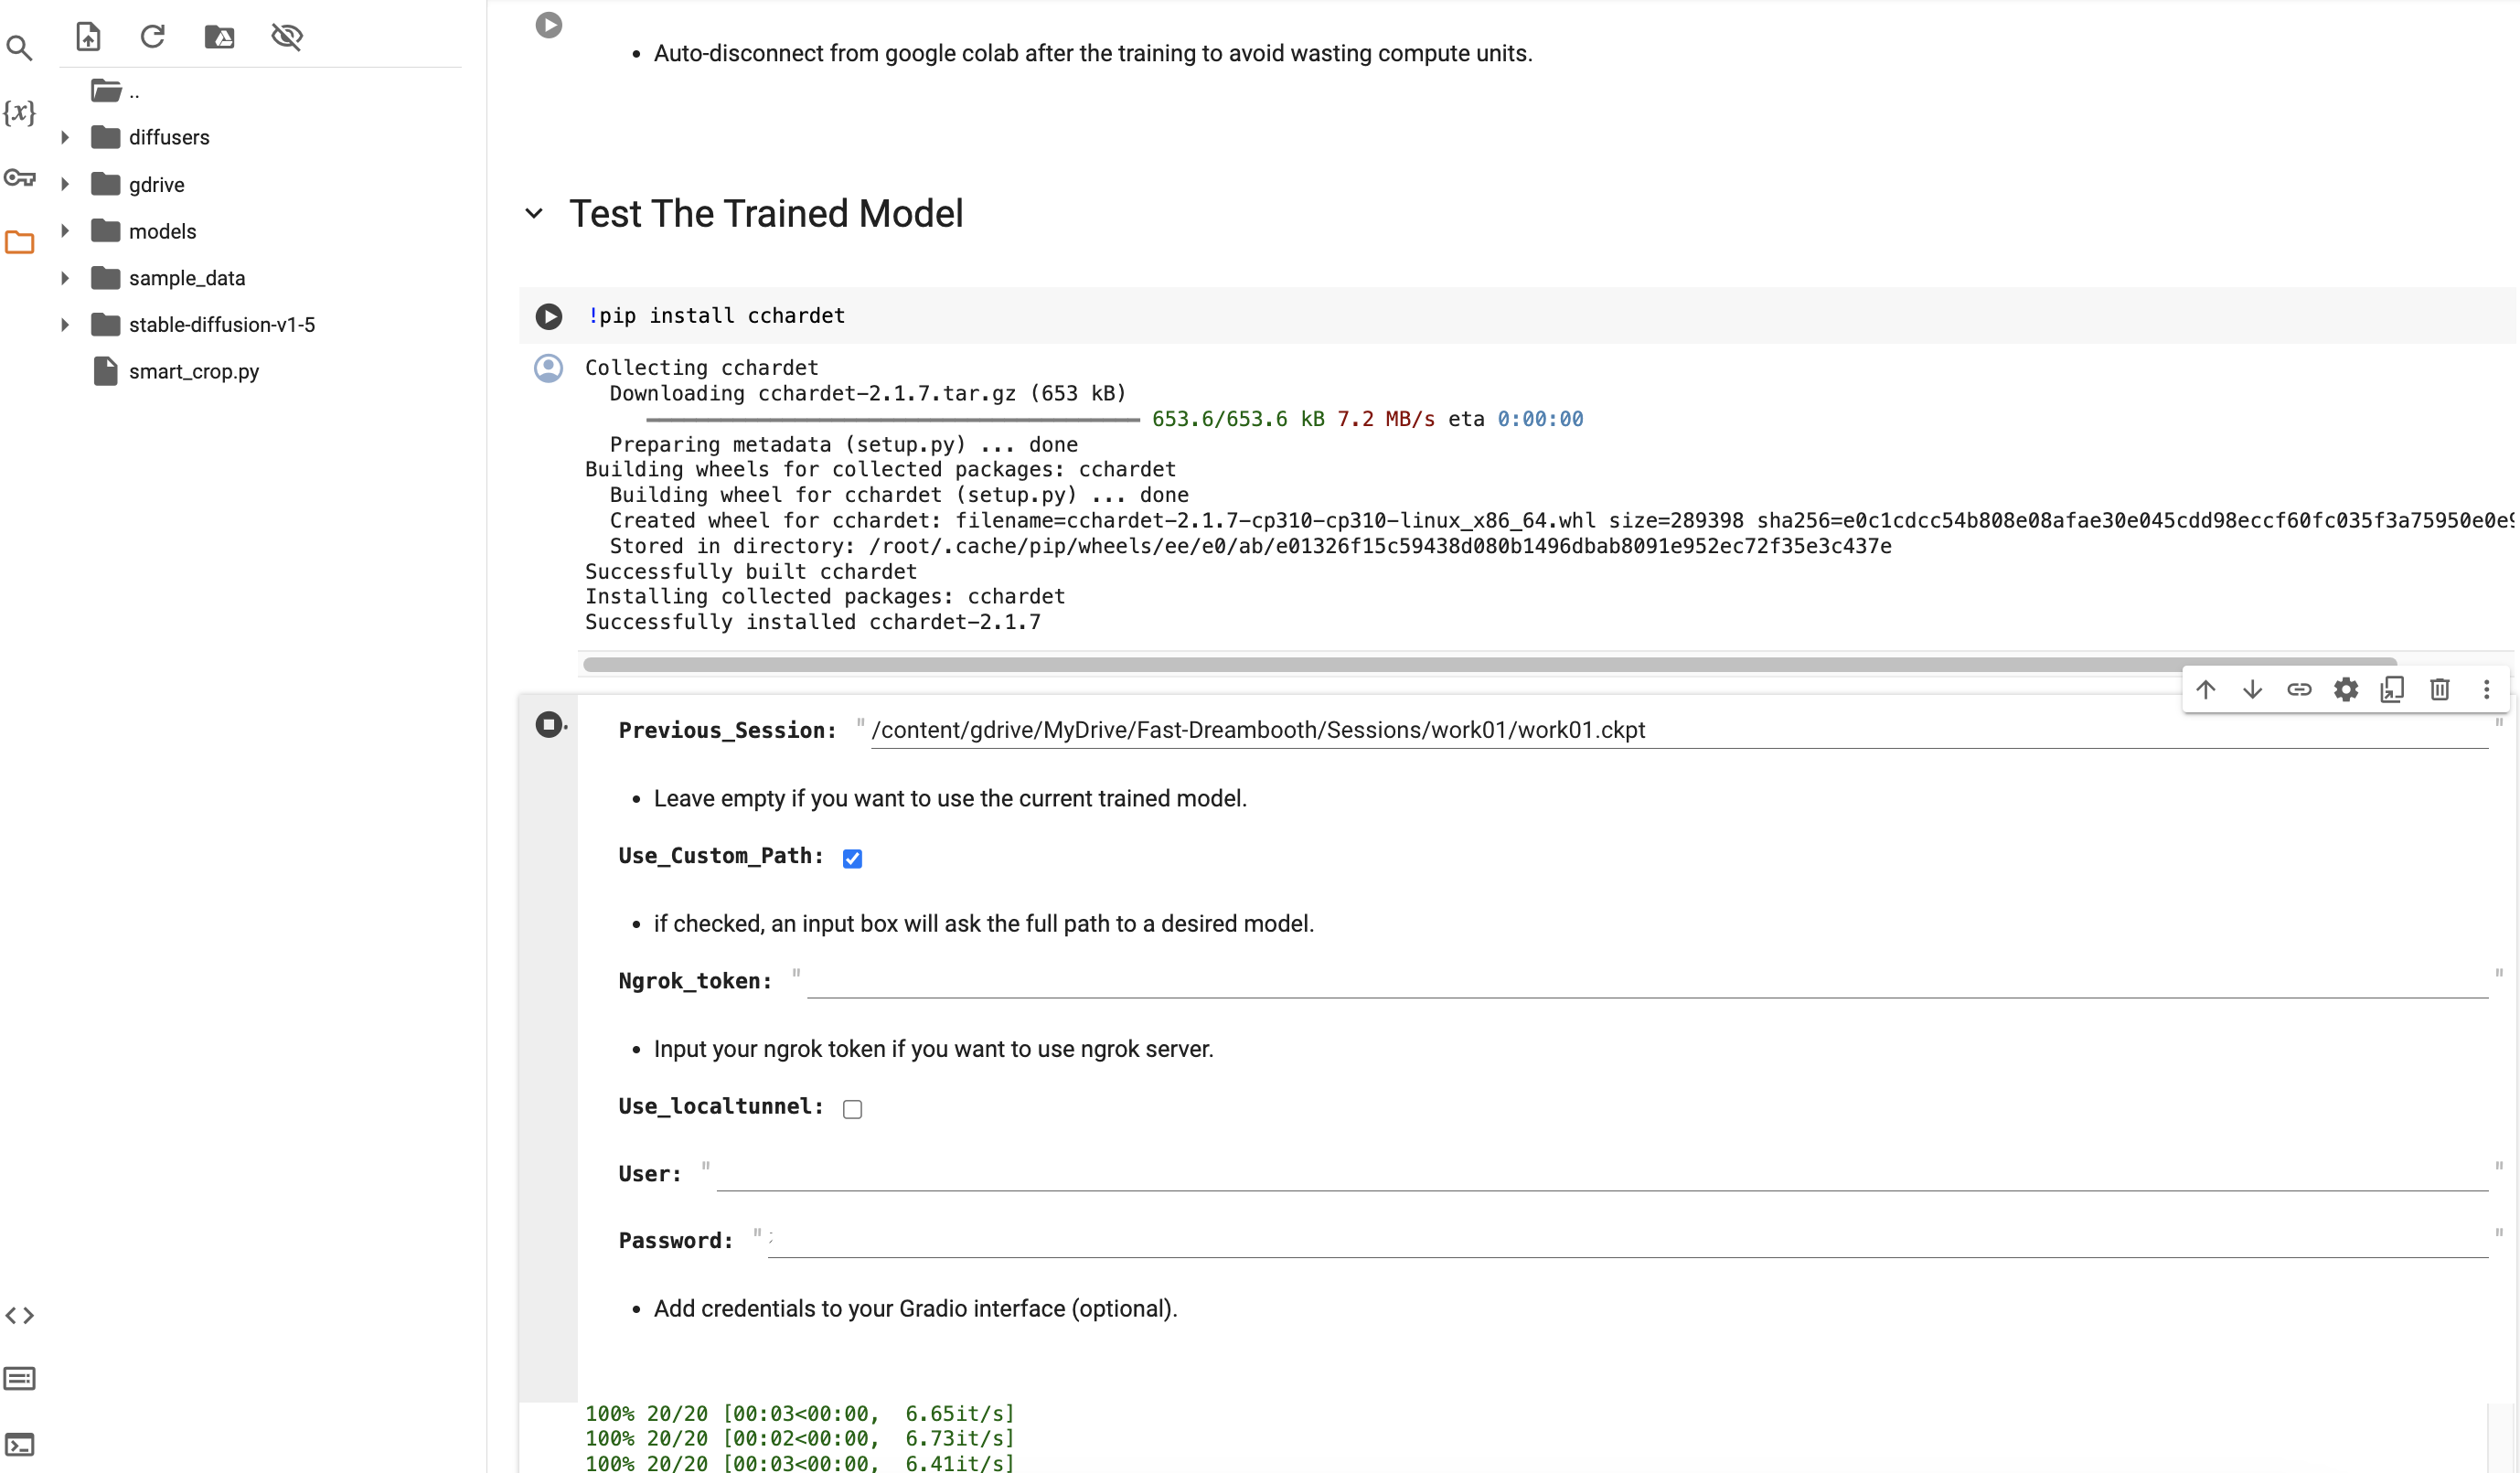 ..
diffusers
gdrive
models
sample_data
stable-diffusion-v1-5
smart_crop.py
{x}
• Auto-disconnect from google colab after the training to avoid wasting compute units.
Test The Trained Model
!pip install cchardet
Collecting cchardet
Downloading cchardet-2.1.7.tar.gz (653 kB)
653.6/653.6 kB 7.2 MB/s eta 0:00:00
Preparing metadata (setup.py) ... done
Building wheels for collected packages: cchardet
Building wheel for cchardet (setup.py) ... done
Created wheel for cchardet: filename=cchardet-2.1.7-cp310-cp310-linux_x86_64.whl size=289398 sha256=e0c1cdcc54b808e08afae30e045cdd98eccf60fc035f3a75950e0e
Stored in directory: /root/.cache/pip/wheels/ee/e0/ab/e01326f15c59438d080b1496dbab8091e952ec72f35e3c437e
Successfully built cchardet
Installing collected packages: cchardet
Successfully installed cchardet-2.1.7
Previous_Session: "/content/gdrive/MyDrive/Fast-Dreambooth/Sessions/work01/work01.ckpt"
• Leave empty if you want to use the current trained model.
Use_Custom_Path:
• if checked, an input box will ask the full path to a desired model.
Ngrok_token: " "
• Input your ngrok token if you want to use ngrok server.
Use_localtunnel:
User: " "
Password: " "
• Add credentials to your Gradio interface (optional).
100% 20/20 [00:03<00:00, 6.65it/s]
100% 20/20 [00:02<00:00, 6.73it/s]
100% 20/20 [00:03<00:00, 6.41it/s]